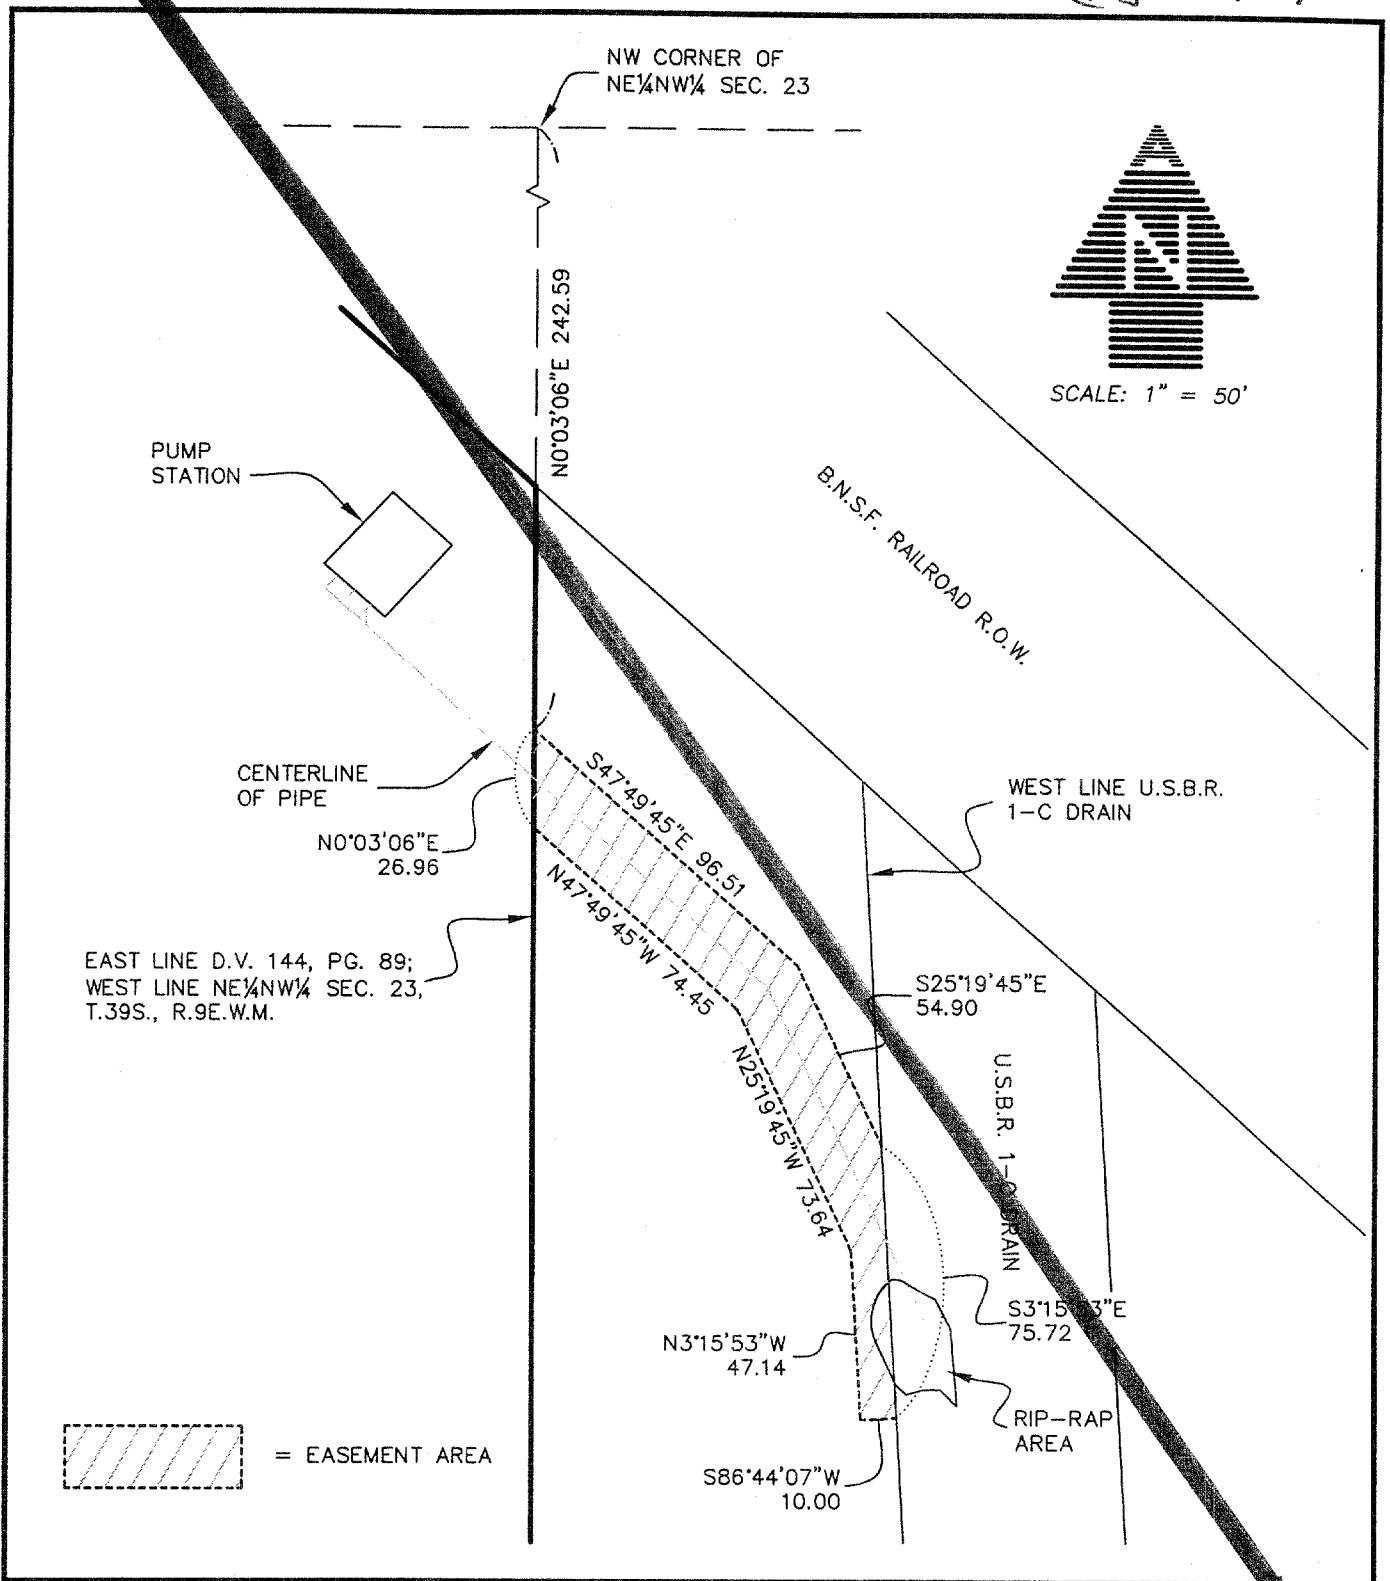 NW CORNER OF
NE¼NW¼ SEC. 23
N0°03'06"E 242.59
N
SCALE: 1" = 50'
PUMP
STATION
B.N.S.F. RAILROAD R.O.W.
CENTERLINE
OF PIPE
S47°49'45"E 96.51
WEST LINE U.S.B.R.
1-C DRAIN
N0°03'06"E
26.96
N47°49'45"W 74.45
EAST LINE D.V. 144, PG. 89;
WEST LINE NE¼NW¼ SEC. 23,
T.39S., R.9E.W.M.
S25°19'45"E
54.90
N25°19'45"W 73.64
U.S.B.R. 1-C DRAIN
S3°15'53"E
75.72
N3°15'53"W
47.14
RIP-RAP
AREA
= EASEMENT AREA
S86°44'07"W
10.00